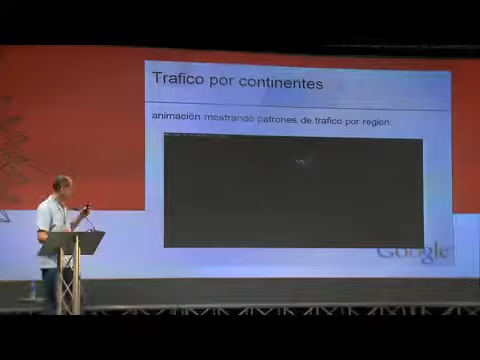 Trafico por continentes
animación mostrando patrones de trafico por region
Google